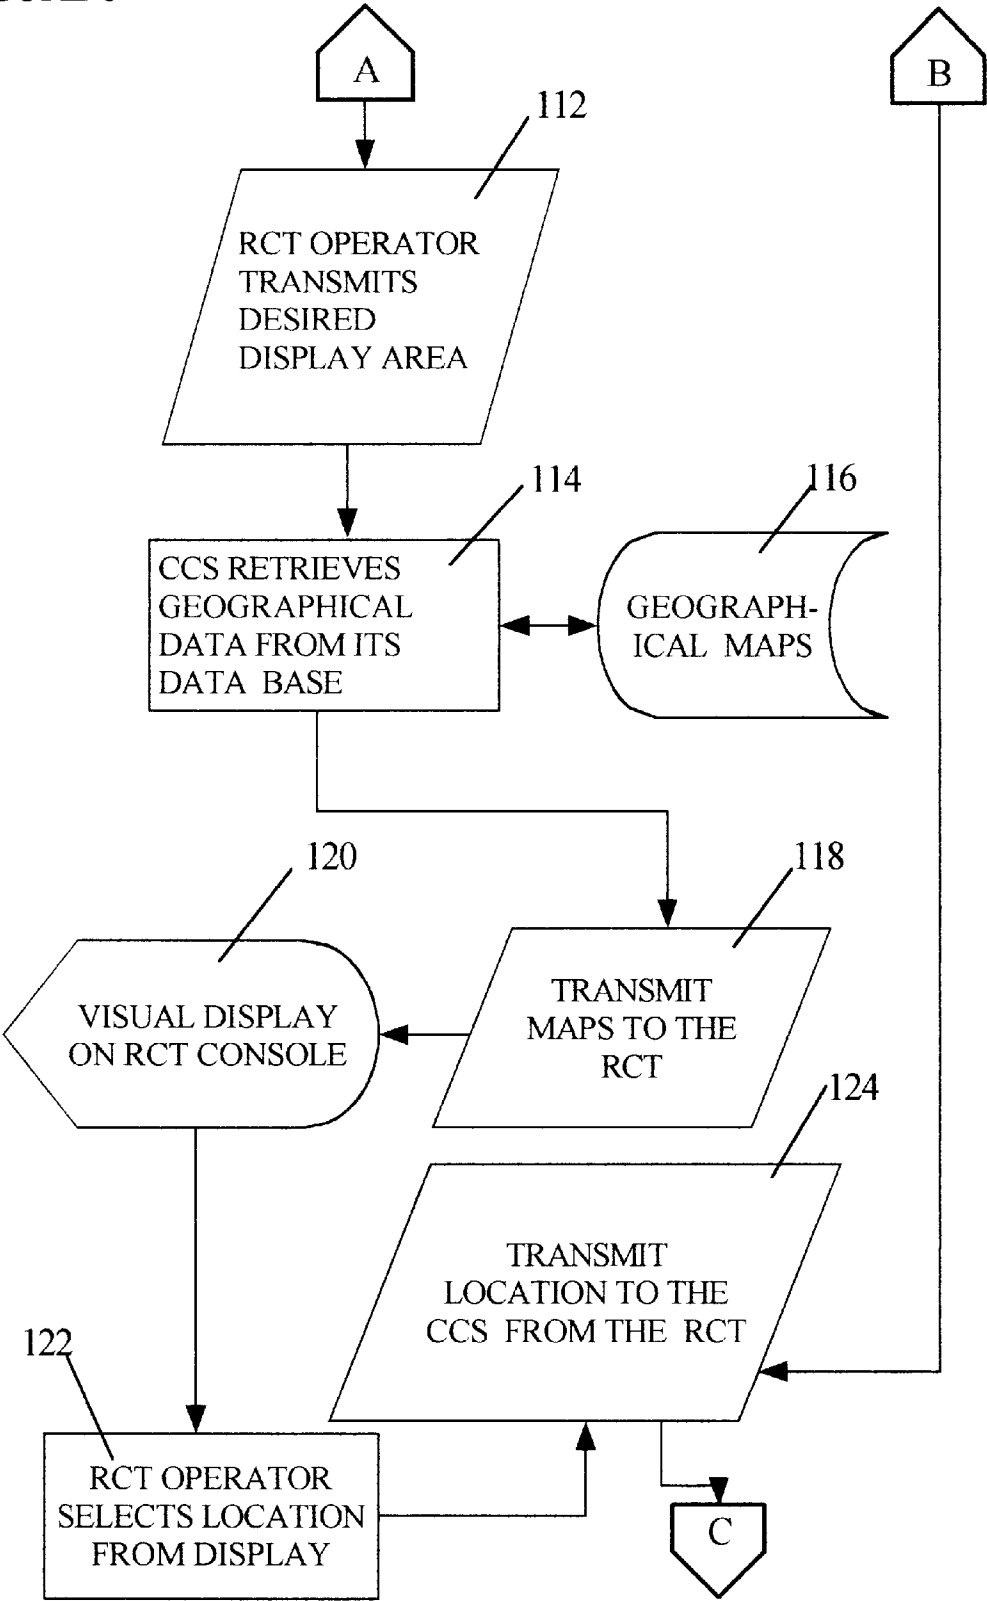 A
B
112
RCT OPERATOR
TRANSMITS
DESIRED
DISPLAY AREA
114
116
CCS RETRIEVES
GEOGRAPHICAL
DATA FROM ITS
DATA BASE
GEOGRAPH-
ICAL MAPS
120
118
VISUAL DISPLAY
ON RCT CONSOLE
TRANSMIT
MAPS TO THE
RCT
124
TRANSMIT
LOCATION TO THE
CCS FROM THE RCT
122
RCT OPERATOR
SELECTS LOCATION
FROM DISPLAY
C